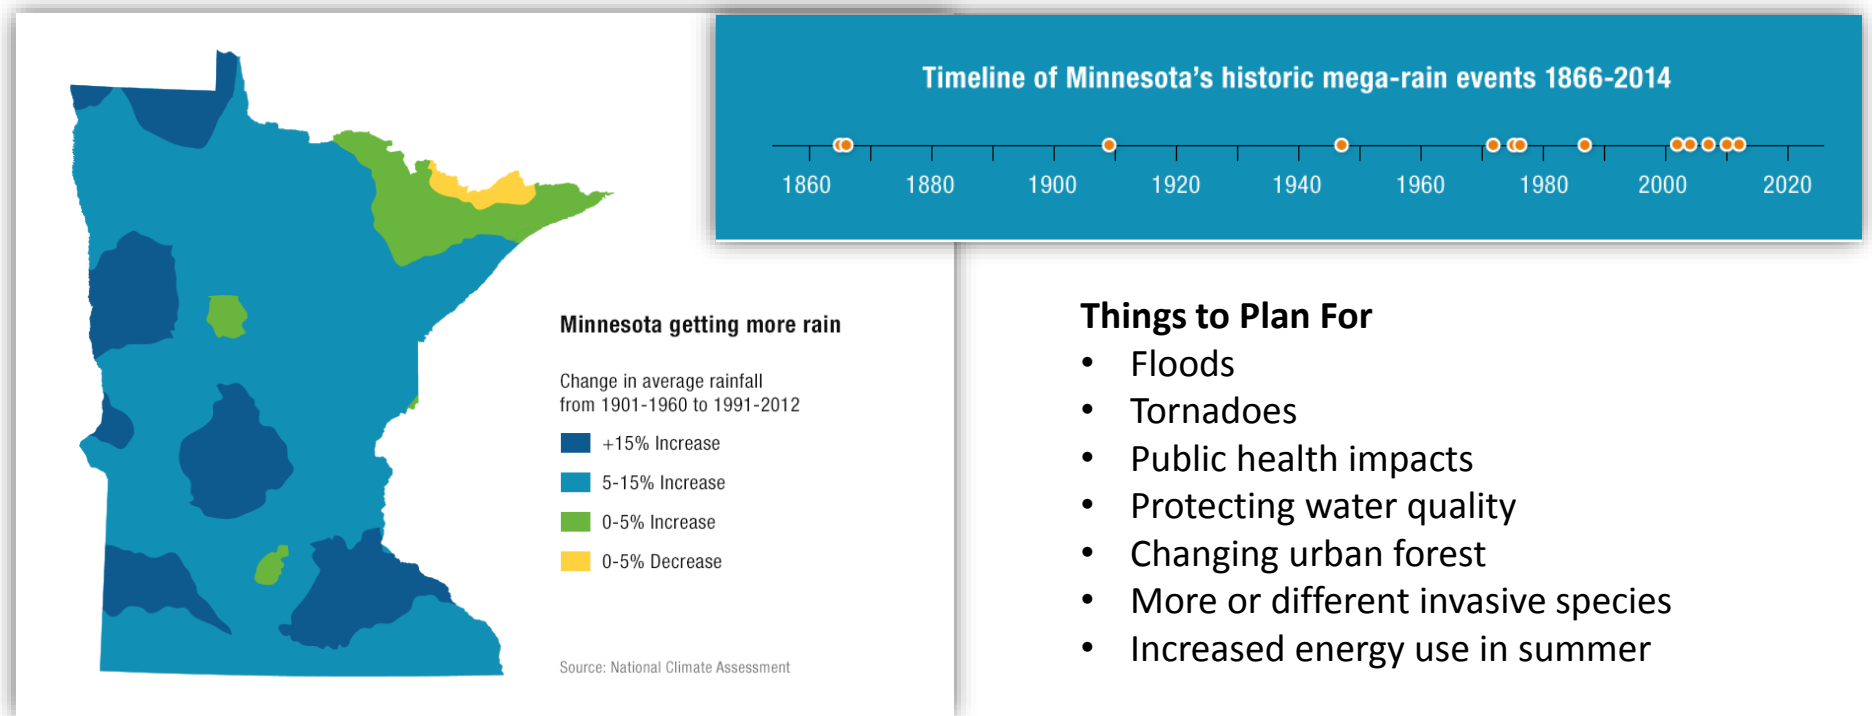 Timeline of Minnesota's historic mega-rain events 1866-2014
1860 1880 1900 1920 1940 1960 1980 2000 2020
Minnesota getting more rain
Change in average rainfall
from 1901-1960 to 1991-2012
+15% Increase
5-15% Increase
0-5% Increase
0-5% Decrease
Source: National Climate Assessment
Things to Plan For
• Floods
• Tornadoes
• Public health impacts
• Protecting water quality
• Changing urban forest
• More or different invasive species
• Increased energy use in summer